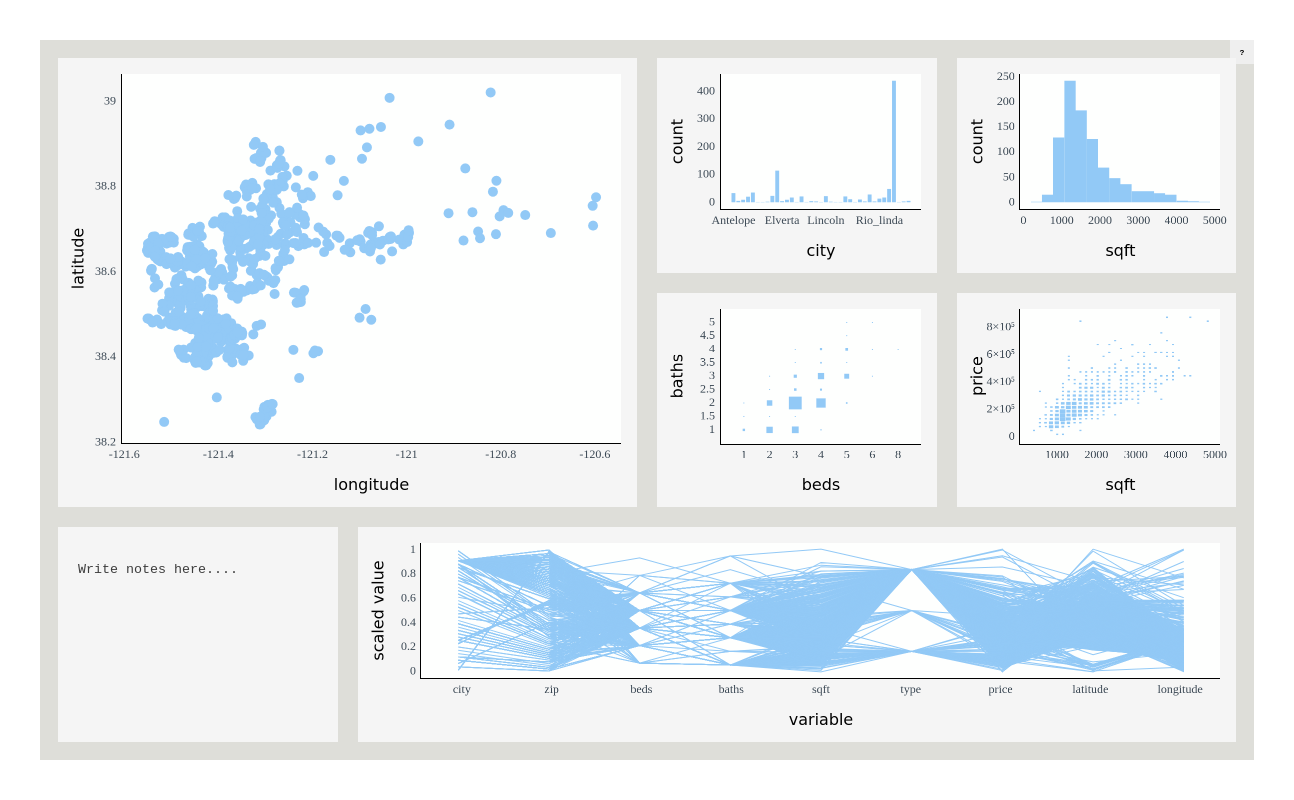 ?
39
38.8
38.6
38.4
38.2
latitude
-121.6 -121.4 -121.2 -121 -120.8 -120.6
longitude
400
300
200
100
0
count
Antelope Elverta Lincoln Rio_linda
city
250
200
150
100
50
0
count
0 1000 2000 3000 4000 5000
sqft
5
4.5
4
3.5
3
2.5
2
1.5
1
baths
1 2 3 4 5 6 8
beds
8×10⁵
6×10⁵
4×10⁵
2×10⁵
0
price
1000 2000 3000 4000 5000
sqft
Write notes here....
1
0.8
0.6
0.4
0.2
0
scaled value
city zip beds baths sqft type price latitude longitude
variable